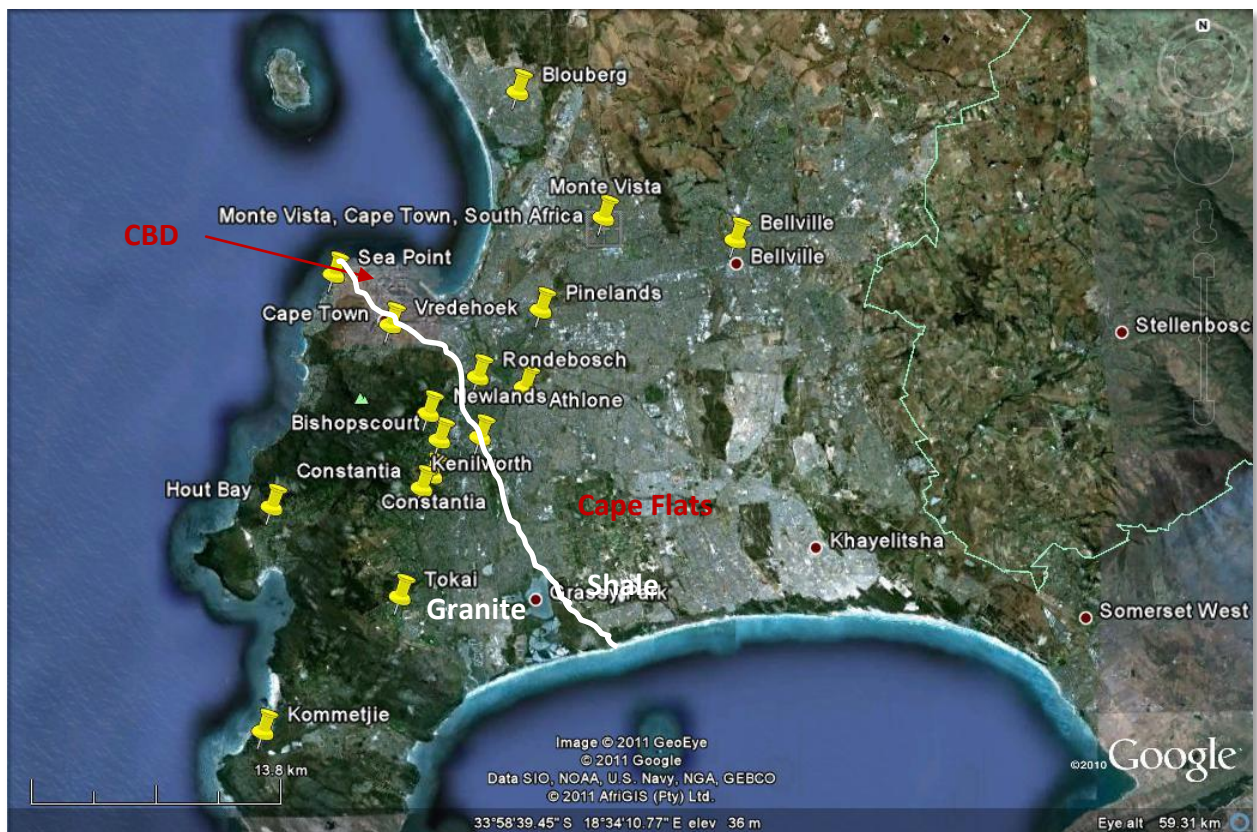 N
Blouberg
Monte Vista
Monte Vista, Cape Town, South Africa
Bellville
CBD
Sea Point
Bellville
Pinelands
Vredehoek
Cape Town
Stellenbosc
Rondebosch
Newlands
Athlone
Bishopscourt
Kenilworth
Constantia
Hout Bay
Constantia
Cape Flats
Khayelitsha
Tokai
Shale
Grassy Park
Granite
Somerset West
Kommetjie
13.8 km
Image © 2011 GeoEye
© 2011 Google
Data SIO, NOAA, U.S. Navy, NGA, GEBCO
© 2011 AfriGIS (Pty) Ltd.
©2010 Google
33°58'39.45" S 18°34'10.77" E elev 36 m
Eye alt 59.31 km